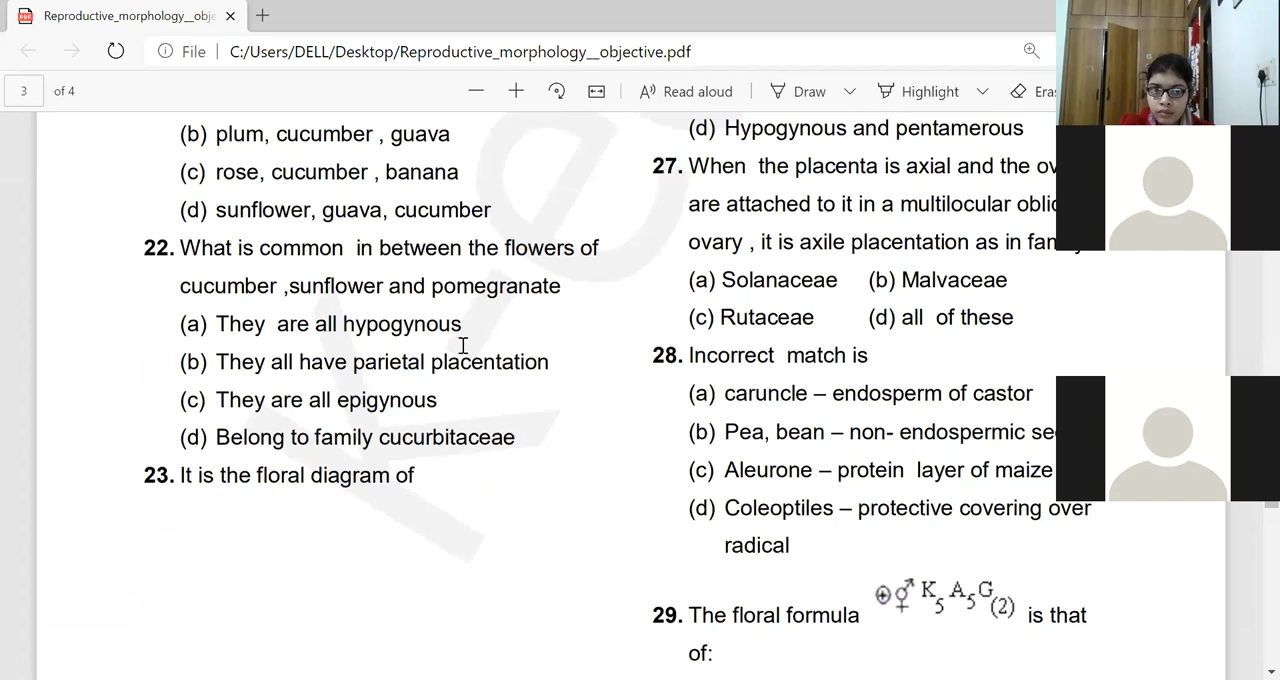 Reproductive_morphology__obje
File C:/Users/DELL/Desktop/Reproductive_morphology__objective.pdf
3 of 4 Read aloud Draw Highlight
(b) plum, cucumber , guava
(c) rose, cucumber , banana
(d) sunflower, guava, cucumber
22. What is common in between the flowers of
cucumber ,sunflower and pomegranate
(a) They are all hypogynous
(b) They all have parietal placentation
(c) They are all epigynous
(d) Belong to family cucurbitaceae
23. It is the floral diagram of
(d) Hypogynous and pentamerous
27. When the placenta is axial and the
are attached to it in a multilocular
ovary , it is axile placentation as in
(a) Solanaceae (b) Malvaceae
(c) Rutaceae (d) all of these
28. Incorrect match is
(a) caruncle – endosperm of castor
(b) Pea, bean – non- endospermic
(c) Aleurone – protein layer of maize
(d) Coleoptiles – protective covering over
radical
29. The floral formula ⊕ ⚥ K5 A5 G(2) is that
of: